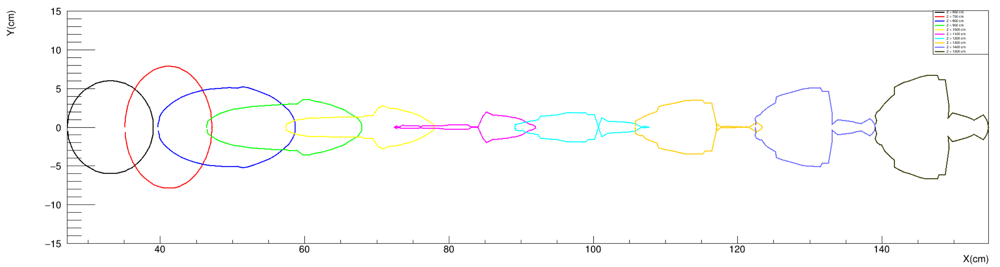 Y(cm)
15
10
5
0
−5
−10
−15
40
60
80
100
120
140
X(cm)
Z = 600 cm
Z = 700 cm
Z = 800 cm
Z = 900 cm
Z = 1000 cm
Z = 1100 cm
Z = 1200 cm
Z = 1300 cm
Z = 1400 cm
Z = 1500 cm